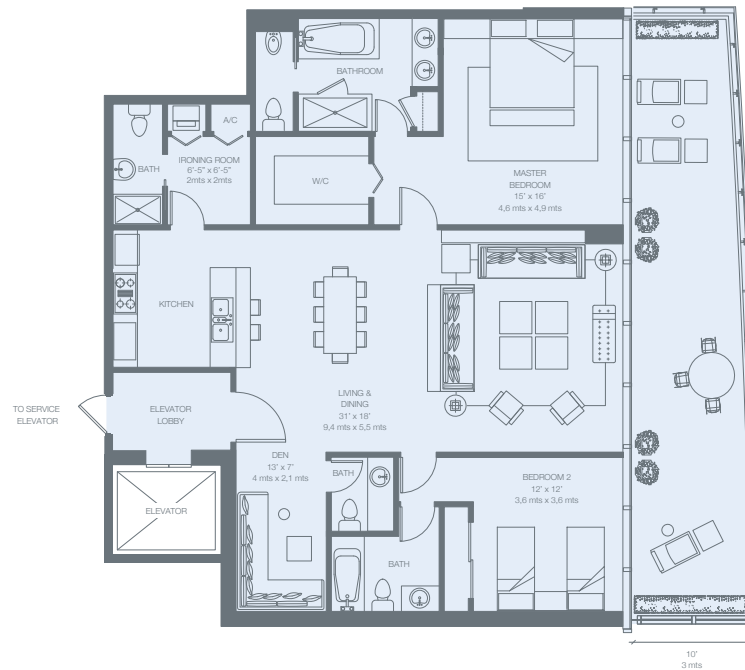 BATHROOM
A/C
IRONING ROOM
6'-5" x 6'-5"
2mts x 2mts
BATH
W/C
MASTER
BEDROOM
15' x 16'
4,6 mts x 4,9 mts
KITCHEN
LIVING &
DINING
31' x 18'
9,4 mts x 5,5 mts
TO SERVICE
ELEVATOR
ELEVATOR
LOBBY
DEN
13' x 7'
4 mts x 2,1 mts
BATH
BEDROOM 2
12' x 12'
3,6 mts x 3,6 mts
ELEVATOR
BATH
10'
3 mts